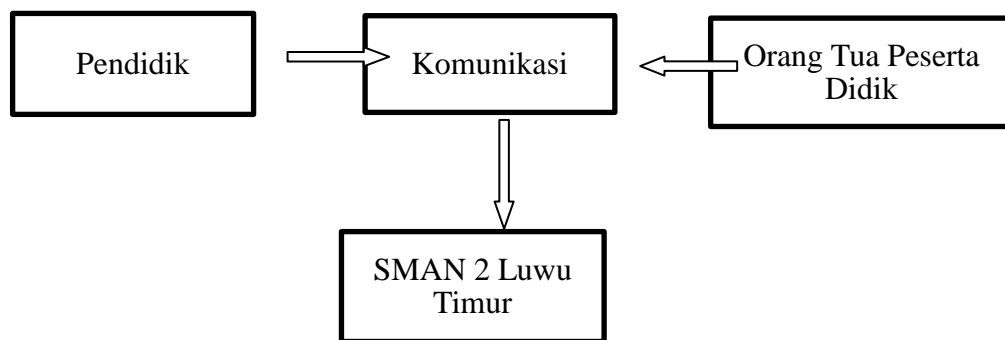 Pendidik
Komunikasi
Orang Tua Peserta
Didik
SMAN 2 Luwu
Timur